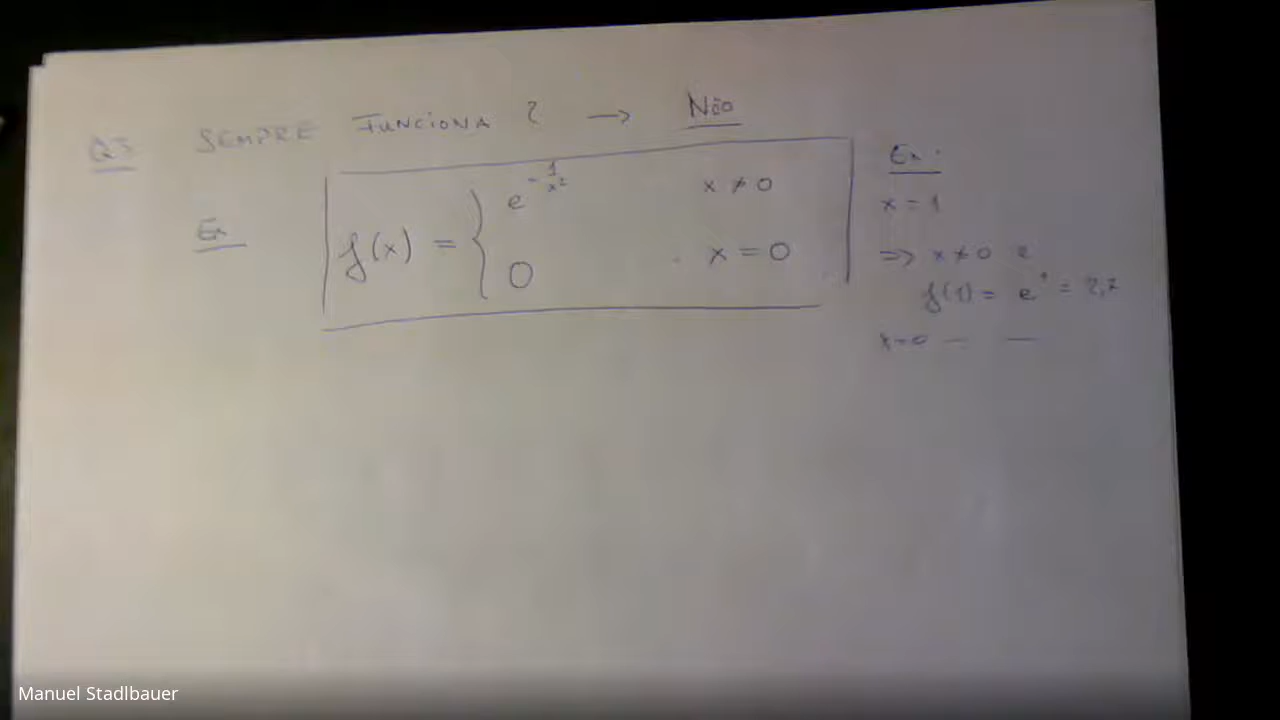 Q3 SEMPRE FUNCIONA ? → Não
Ex f(x) = { e^{-1/x²} x ≠ 0
0 x = 0
Ex.
x = 1
=> x ≠ 0 e
f(1) = e = 2,7
x=0 — —
Manuel Stadlbauer